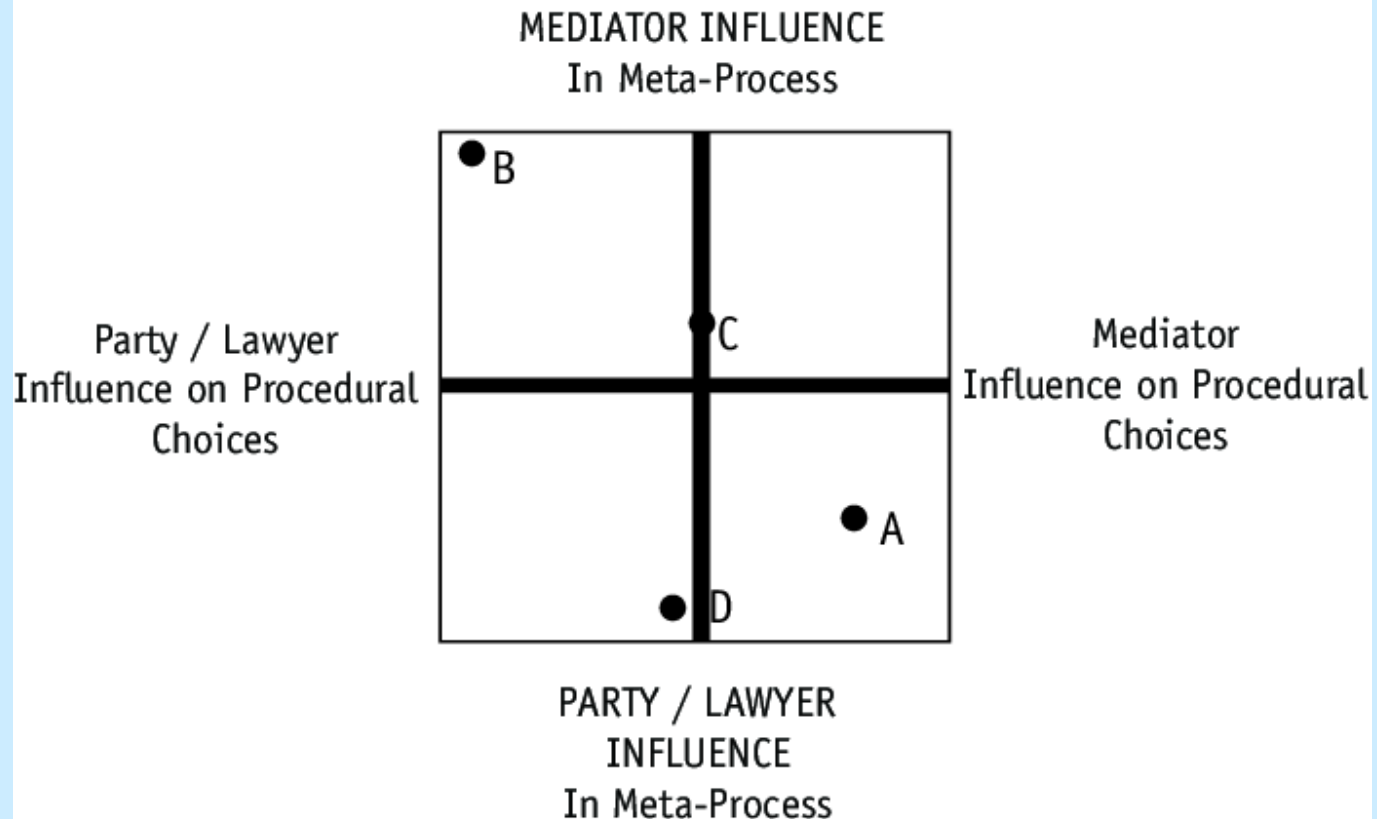 MEDIATOR INFLUENCE
In Meta-Process
B
C
Party / Lawyer
Influence on Procedural
Choices
Mediator
Influence on Procedural
Choices
A
D
PARTY / LAWYER
INFLUENCE
In Meta-Process